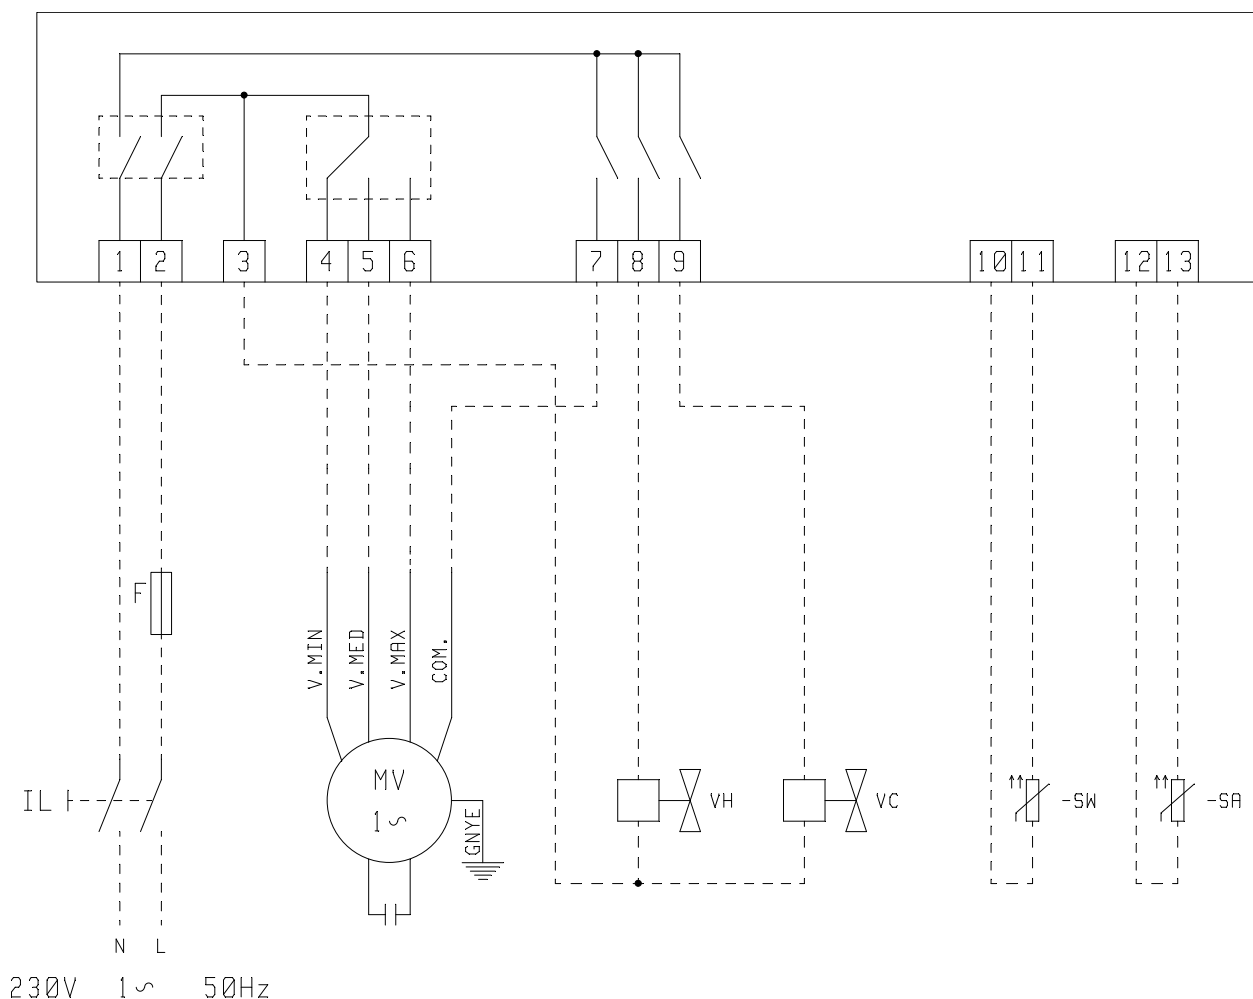 1 2 3 4 5 6 7 8 9 10 11 12 13
F
V.MIN
V.MED
V.MAX
COM.
MV
1~
GNYE
IL
VH
VC
-SW
-SA
N L
230V 1~ 50Hz